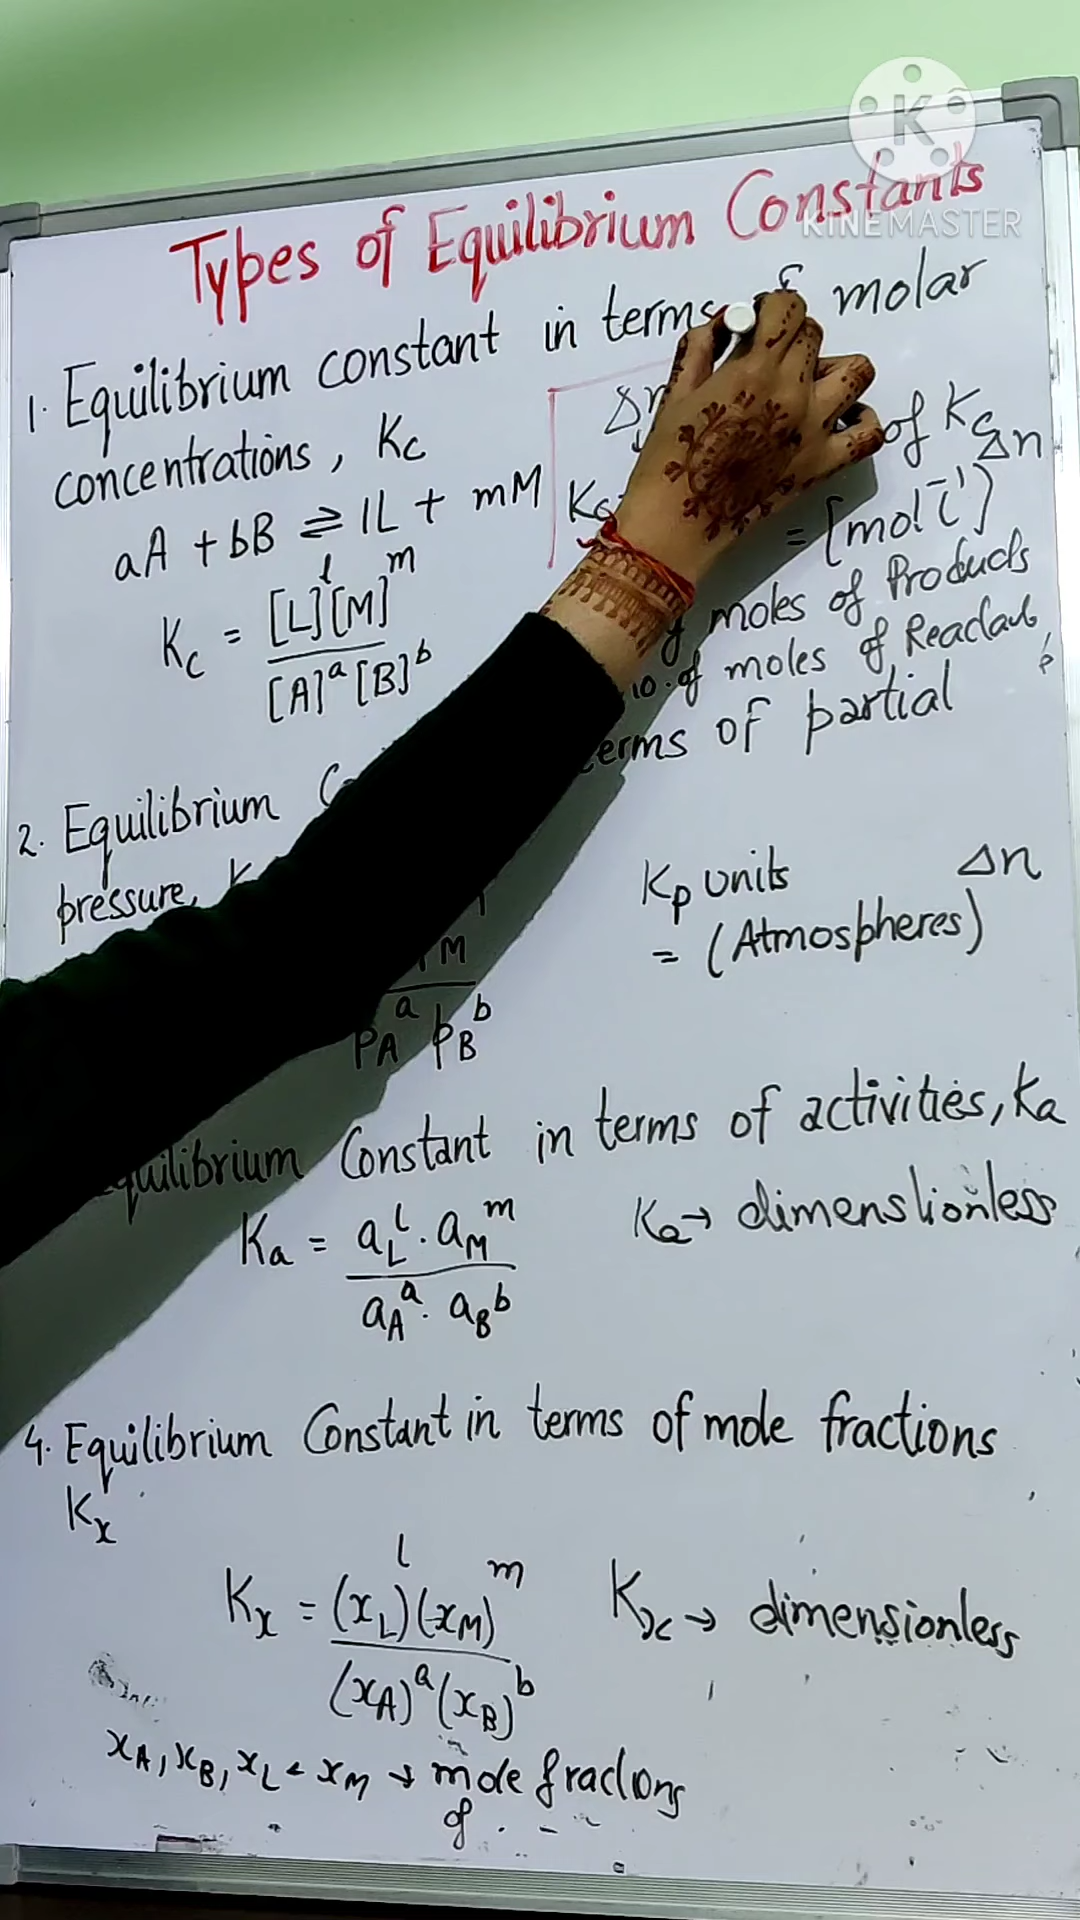 K
KINEMASTER
Types of Equilibrium Constants
1. Equilibrium constant in terms of molar
concentrations, Kc
Δn
of Kc
aA + bB ⇌ lL + mM
= [mol l⁻¹]^Δn
Kc = [L]^l [M]^m / [A]^a [B]^b
moles of Products
no. of moles of Reactants
2. Equilibrium terms of partial
pressure,
Kp units
= (Atmospheres)^Δn
M
pA^a pB^b
Equilibrium Constant in terms of activities, Ka
Ka = aL^l . aM^m / aA^a . aB^b
Ka → dimenslionless
4. Equilibrium Constant in terms of mole fractions
Kx
Kx = (xL)^l (xM)^m / (xA)^a (xB)^b
Kx → dimensionless
xA, xB, xL & xM → mole fractions
of . - -